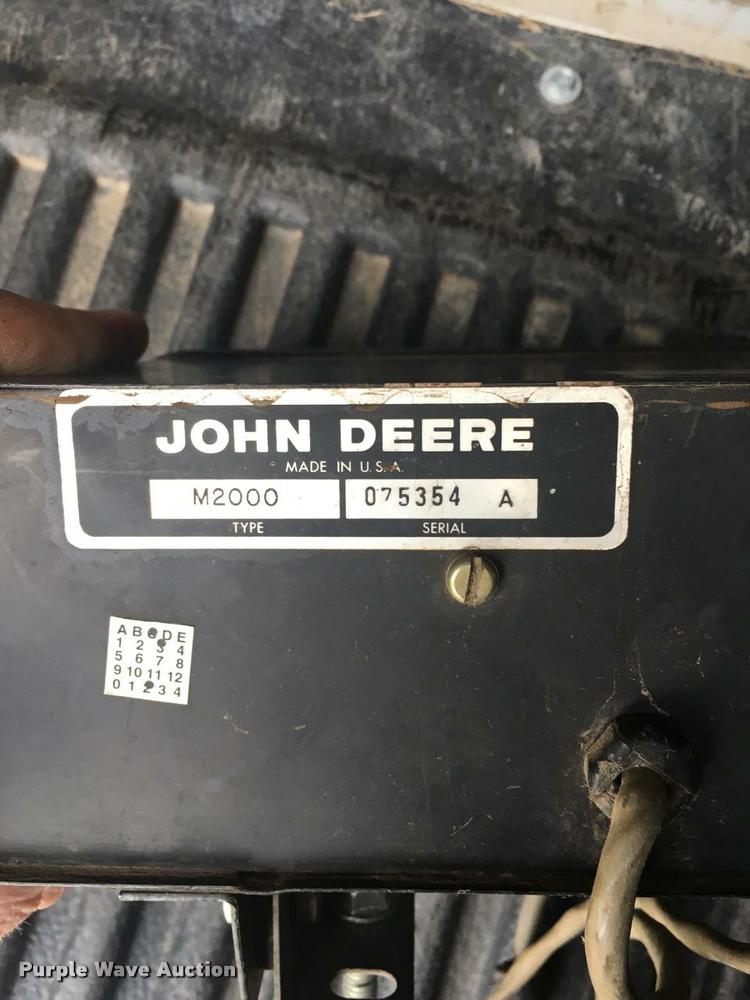 JOHN DEERE
MADE IN U.S.A.
M2000 075354 A
TYPE SERIAL
A B C D E
1 2 3 4
5 6 7 8
9 10 11 12
0 1 2 3 4
Purple Wave Auction